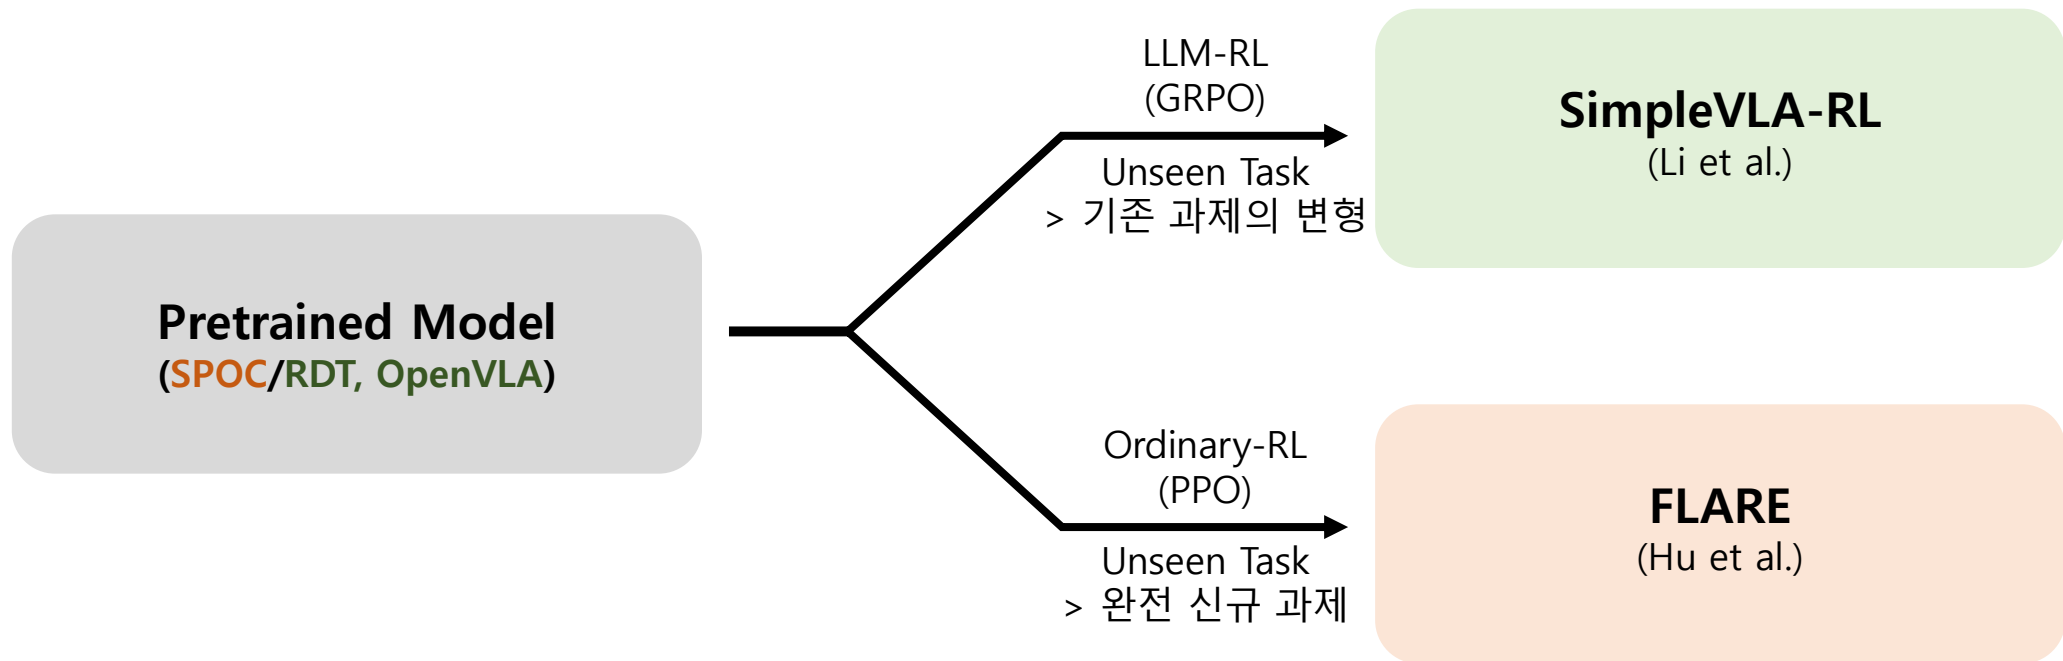 Pretrained Model
(SPOC/RDT, OpenVLA)
LLM-RL
(GRPO)
Unseen Task
> 기존 과제의 변형
SimpleVLA-RL
(Li et al.)
Ordinary-RL
(PPO)
Unseen Task
> 완전 신규 과제
FLARE
(Hu et al.)